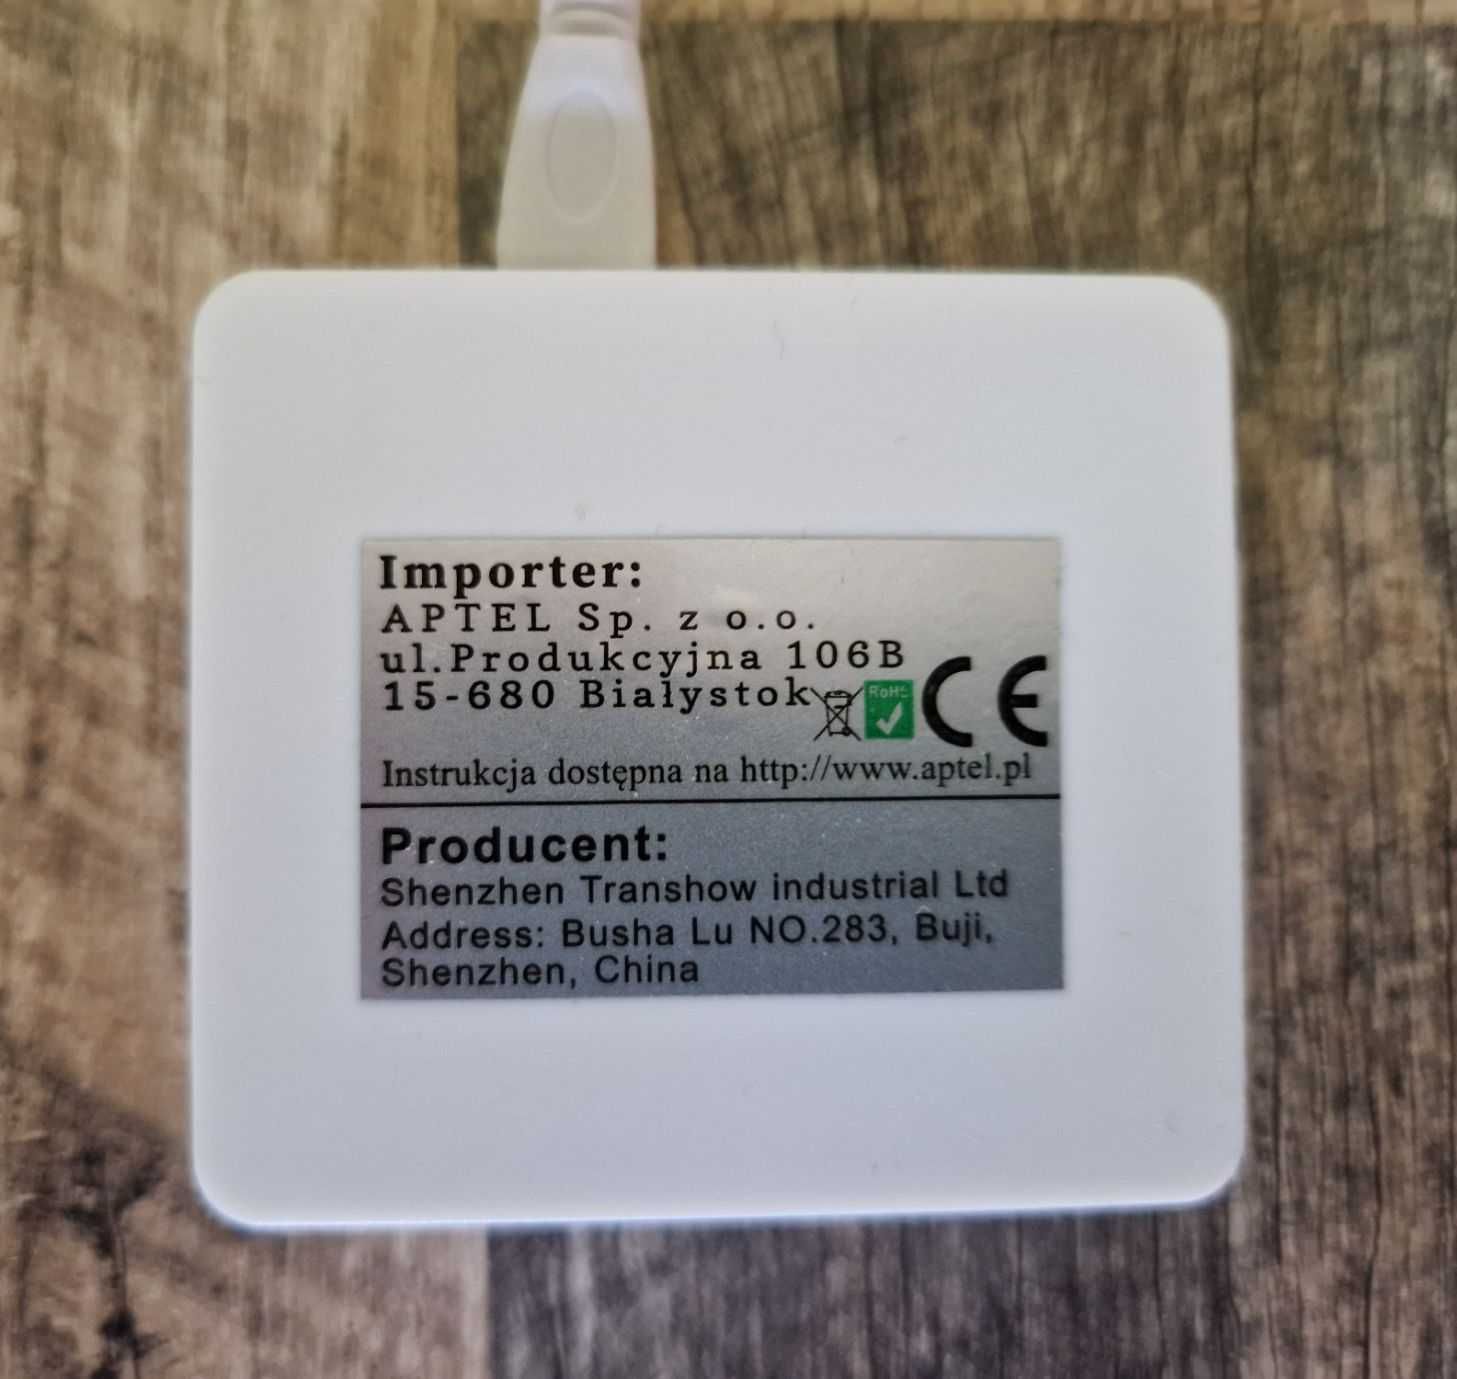 Importer:
APTEL Sp. z o.o.
ul.Produkcyjna 106B
15-680 Białystok
RoHS
CE
Instrukcja dostępna na http://www.aptel.pl
Producent:
Shenzhen Transhow industrial Ltd
Address: Busha Lu NO.283, Buji,
Shenzhen, China